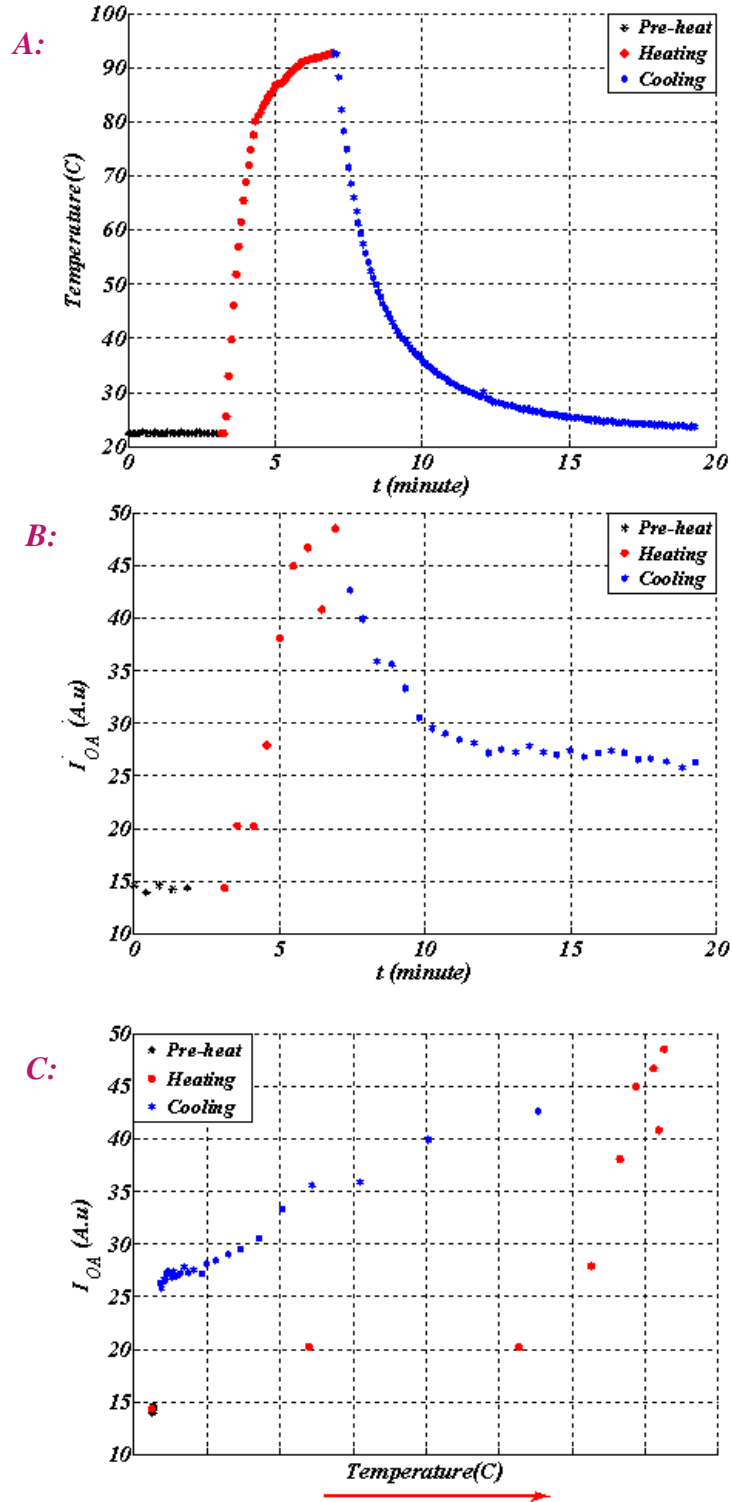 A:
Temperature(C)
100
90
80
70
60
50
40
30
20
Pre-heat
Heating
Cooling
0
5
10
15
20
t (minute)
B:
I OA (A.u)
50
45
40
35
30
25
20
15
10
Pre-heat
Heating
Cooling
0
5
10
15
20
t (minute)
C:
I OA (A.u)
50
45
40
35
30
25
20
15
10
Pre-heat
Heating
Cooling
Temperature(C)